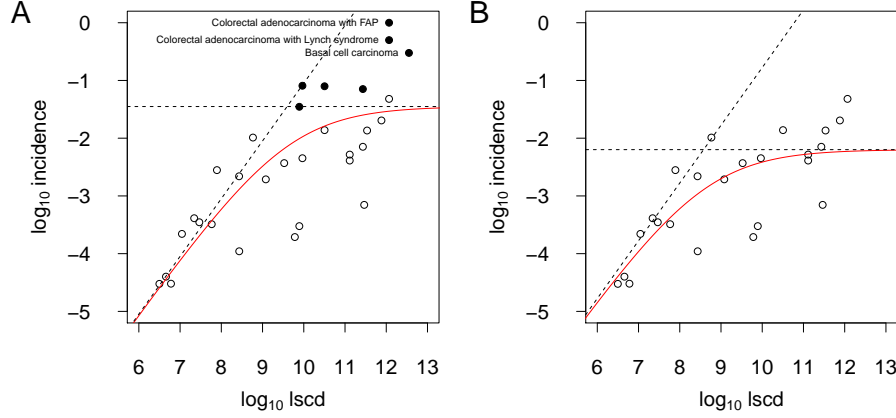 A
B
Colorectal adenocarcinoma with FAP
Colorectal adenocarcinoma with Lynch syndrome
Basal cell carcinoma
0
−1
−2
−3
−4
−5
log₁₀ incidence
6 7 8 9 10 11 12 13
log₁₀ lscd
0
−1
−2
−3
−4
−5
log₁₀ incidence
6 7 8 9 10 11 12 13
log₁₀ lscd